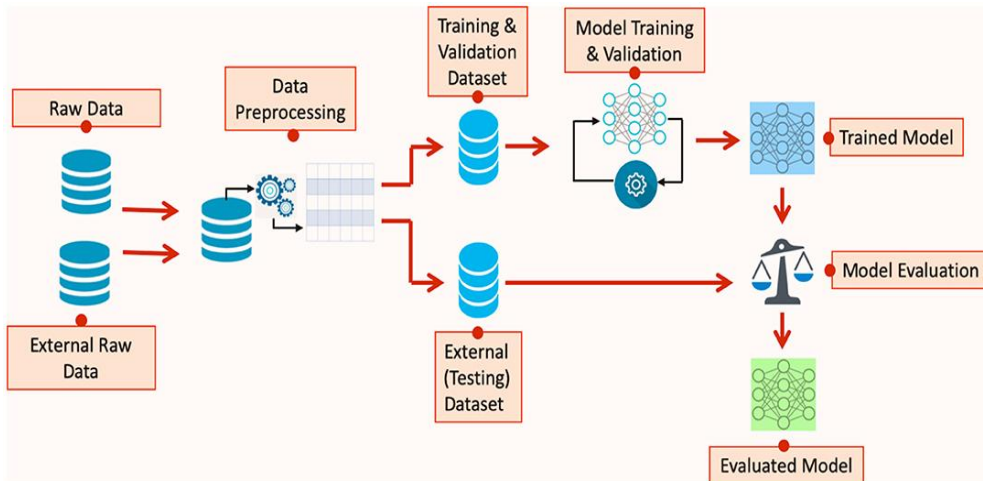 Raw Data
External Raw
Data
Data
Preprocessing
Training &
Validation
Dataset
External
(Testing)
Dataset
Model Training
& Validation
Trained Model
Model Evaluation
Evaluated Model